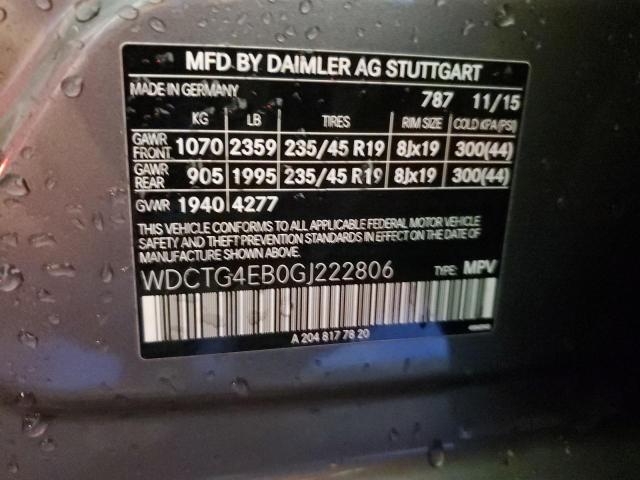 MFD BY DAIMLER AG STUTTGART
MADE IN GERMANY 787 11/15
KG LB TIRES RIM SIZE COLD KPA(PSI)
GAWR FRONT 1070 2359 235/45 R19 8Jx19 300(44)
GAWR REAR 905 1995 235/45 R19 8Jx19 300(44)
GVWR 1940 4277
THIS VEHICLE CONFORMS TO ALL APPLICABLE FEDERAL MOTOR VEHICLE
SAFETY AND THEFT PREVENTION STANDARDS IN EFFECT ON THE DATE OF
MANUFACTURE SHOWN ABOVE.
WDCTG4EB0GJ222806 TYPE: MPV
A 204 817 78 20